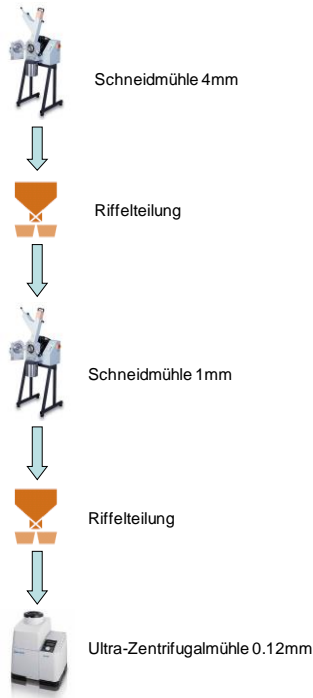 Schneidmühle 4mm
Riffelteilung
Schneidmühle 1mm
Riffelteilung
Ultra-Zentrifugalmühle 0.12mm